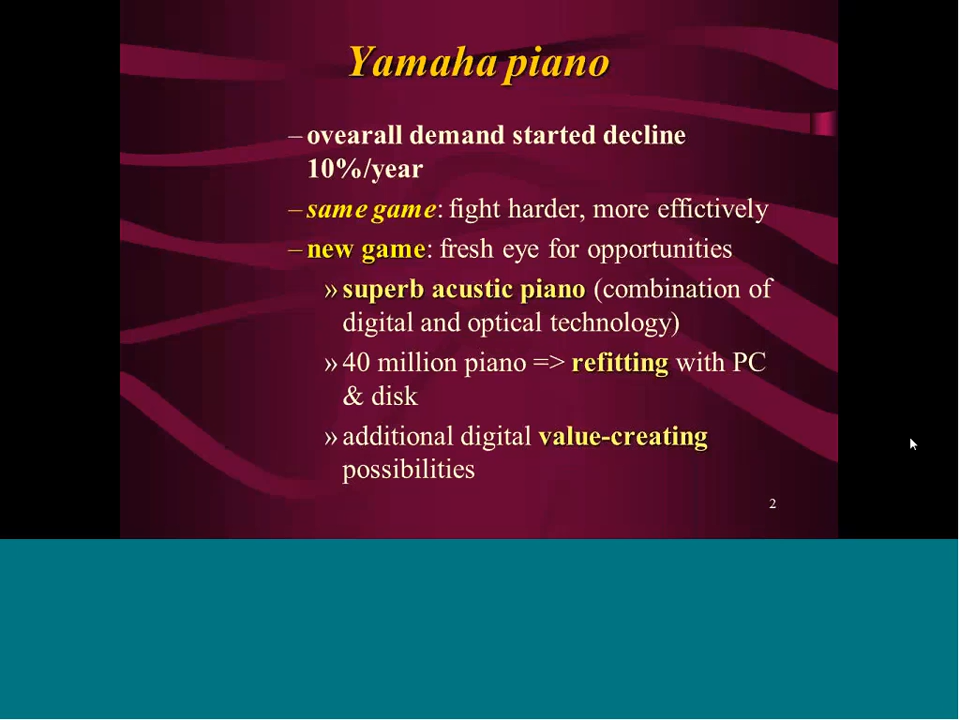 Yamaha piano
– ovearall demand started decline
10%/year
– same game: fight harder, more effictively
– new game: fresh eye for opportunities
» superb acustic piano (combination of
digital and optical technology)
» 40 million piano => refitting with PC
& disk
» additional digital value-creating
possibilities
2